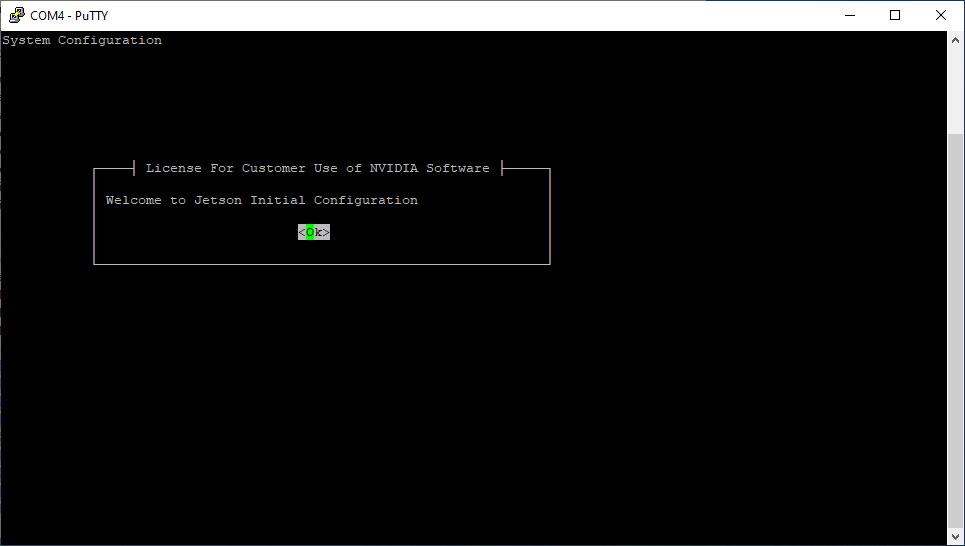 COM4 - PuTTY
System Configuration
License For Customer Use of NVIDIA Software
Welcome to Jetson Initial Configuration
<Ok>